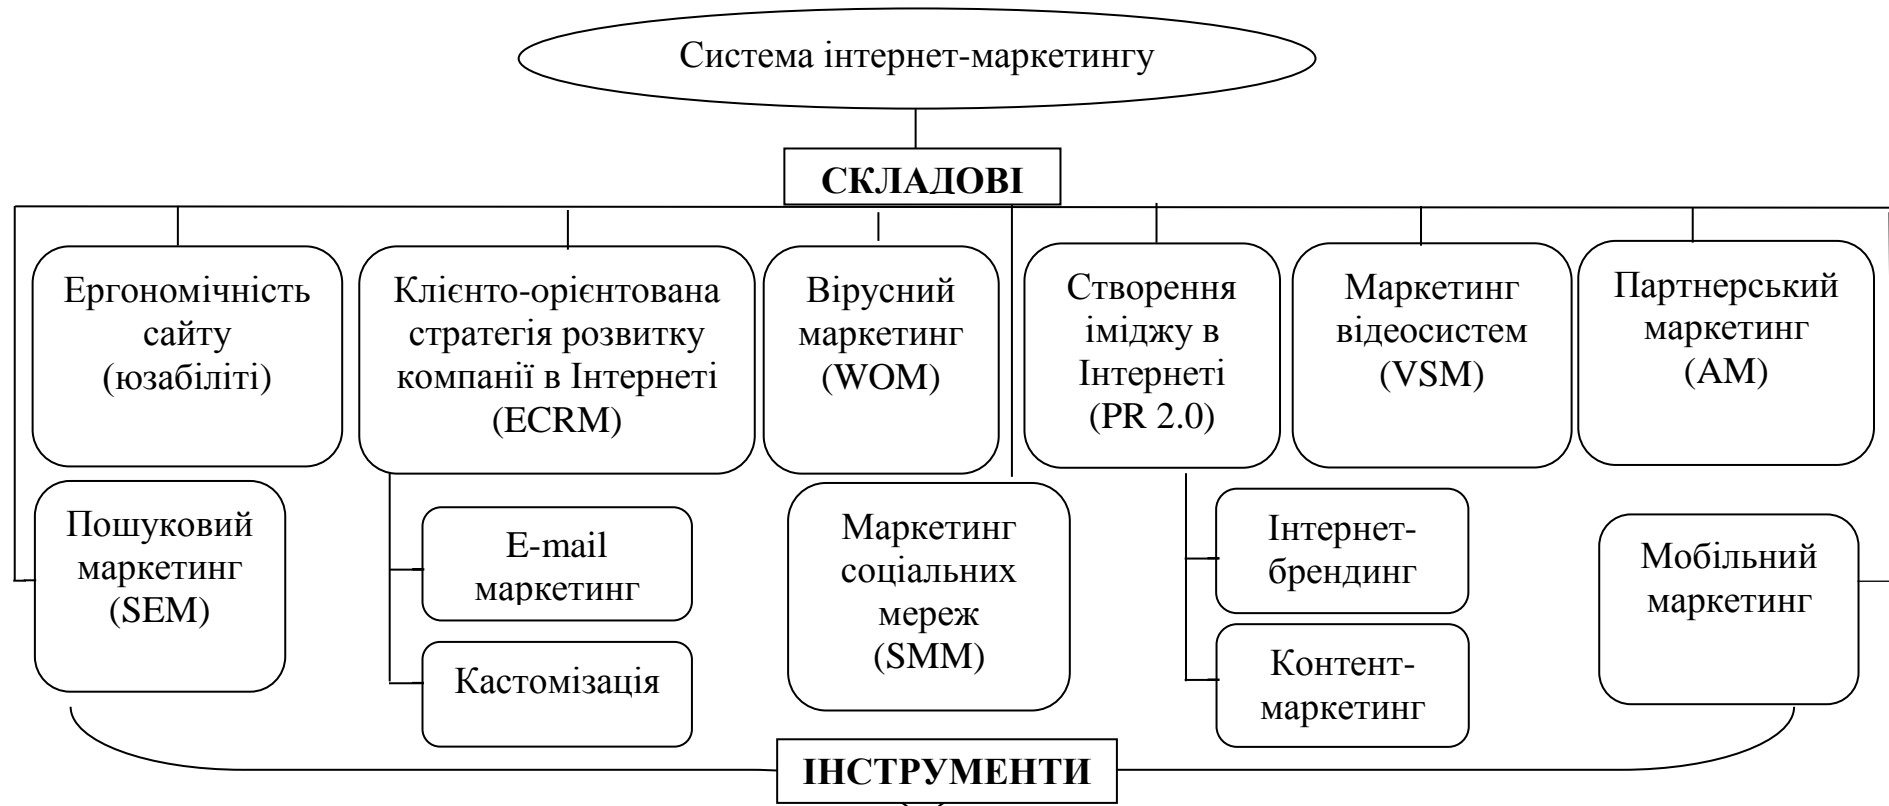 Система інтернет-маркетингу
СКЛАДОВІ
Ергономічність
сайту
(юзабіліті)
Клієнто-орієнтована
стратегія розвитку
компанії в Інтернеті
(ECRM)
Вірусний
маркетинг
(WOM)
Створення
іміджу в
Інтернеті
(PR 2.0)
Маркетинг
відеосистем
(VSM)
Партнерський
маркетинг
(AM)
Пошуковий
маркетинг
(SEM)
E-mail
маркетинг
Кастомізація
Маркетинг
соціальних
мереж
(SMM)
Інтернет-
брендинг
Контент-
маркетинг
Мобільний
маркетинг
ІНСТРУМЕНТИ